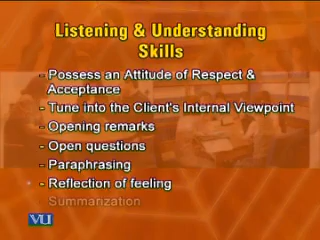 Listening & Understanding
Skills
- Possess an Attitude of Respect &
Acceptance
- Tune into the Client's Internal Viewpoint
- Opening remarks
- Open questions
- Paraphrasing
- Reflection of feeling
- Summarization
VU